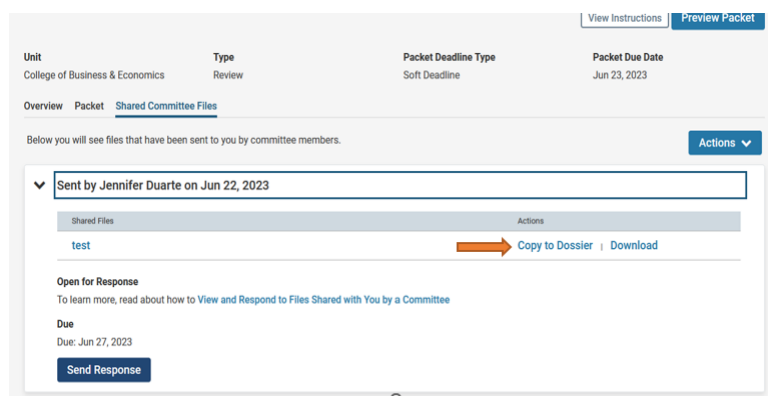 View Instructions Preview Packet
Unit Type Packet Deadline Type Packet Due Date
College of Business & Economics Review Soft Deadline Jun 23, 2023
Overview Packet Shared Committee Files
Below you will see files that have been sent to you by committee members.
Actions
Sent by Jennifer Duarte on Jun 22, 2023
Shared Files Actions
test Copy to Dossier | Download
Open for Response
To learn more, read about how to View and Respond to Files Shared with You by a Committee
Due
Due: Jun 27, 2023
Send Response